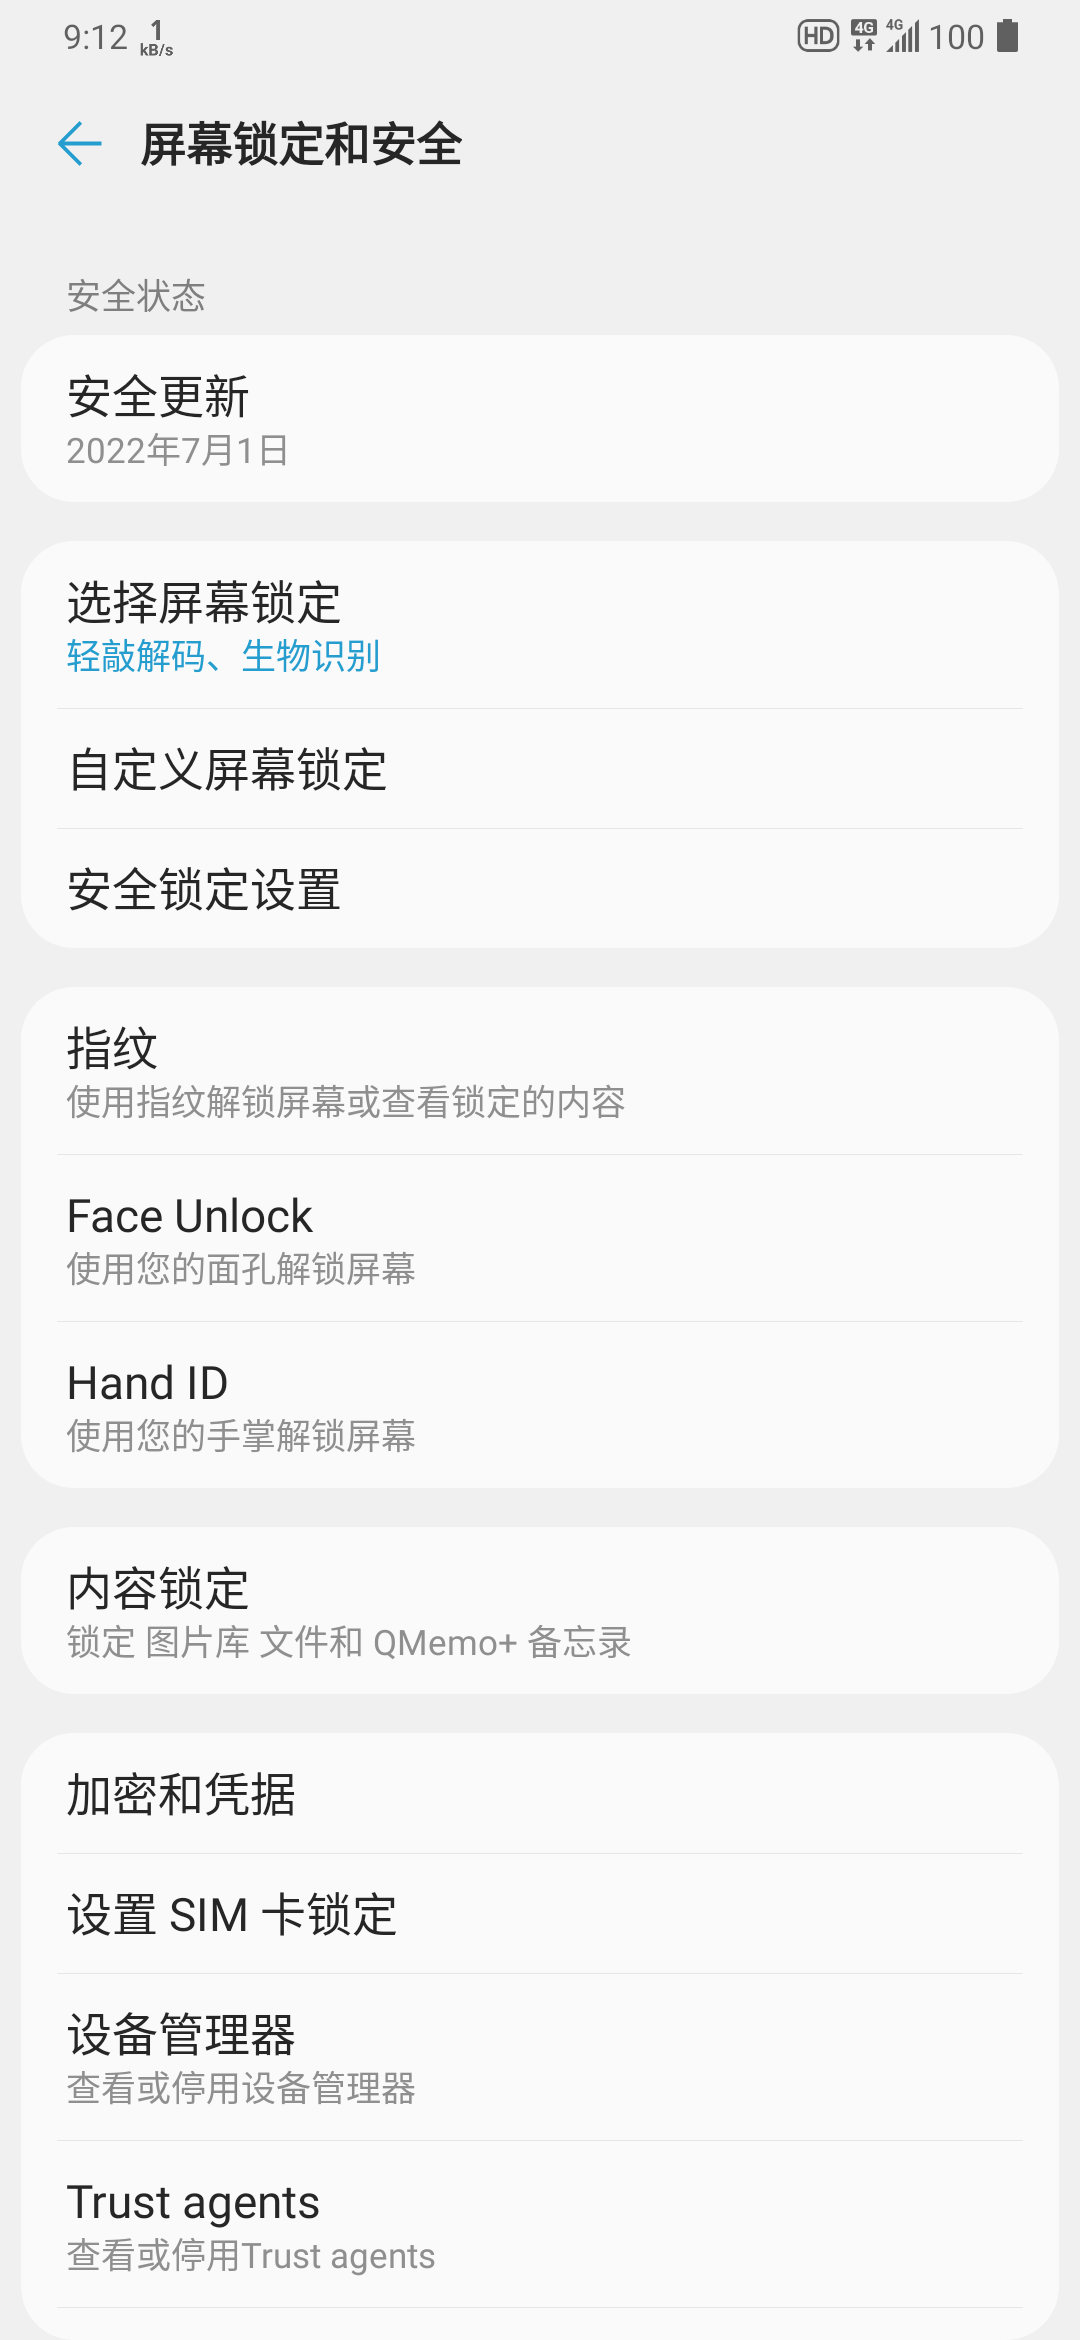 9:12 1 kB/s HD 4G 4G 100
屏幕锁定和安全
安全状态
安全更新
2022年7月1日
选择屏幕锁定
轻敲解码、生物识别
自定义屏幕锁定
安全锁定设置
指纹
使用指纹解锁屏幕或查看锁定的内容
Face Unlock
使用您的面孔解锁屏幕
Hand ID
使用您的手掌解锁屏幕
内容锁定
锁定 图片库 文件和 QMemo+ 备忘录
加密和凭据
设置 SIM 卡锁定
设备管理器
查看或停用设备管理器
Trust agents
查看或停用Trust agents